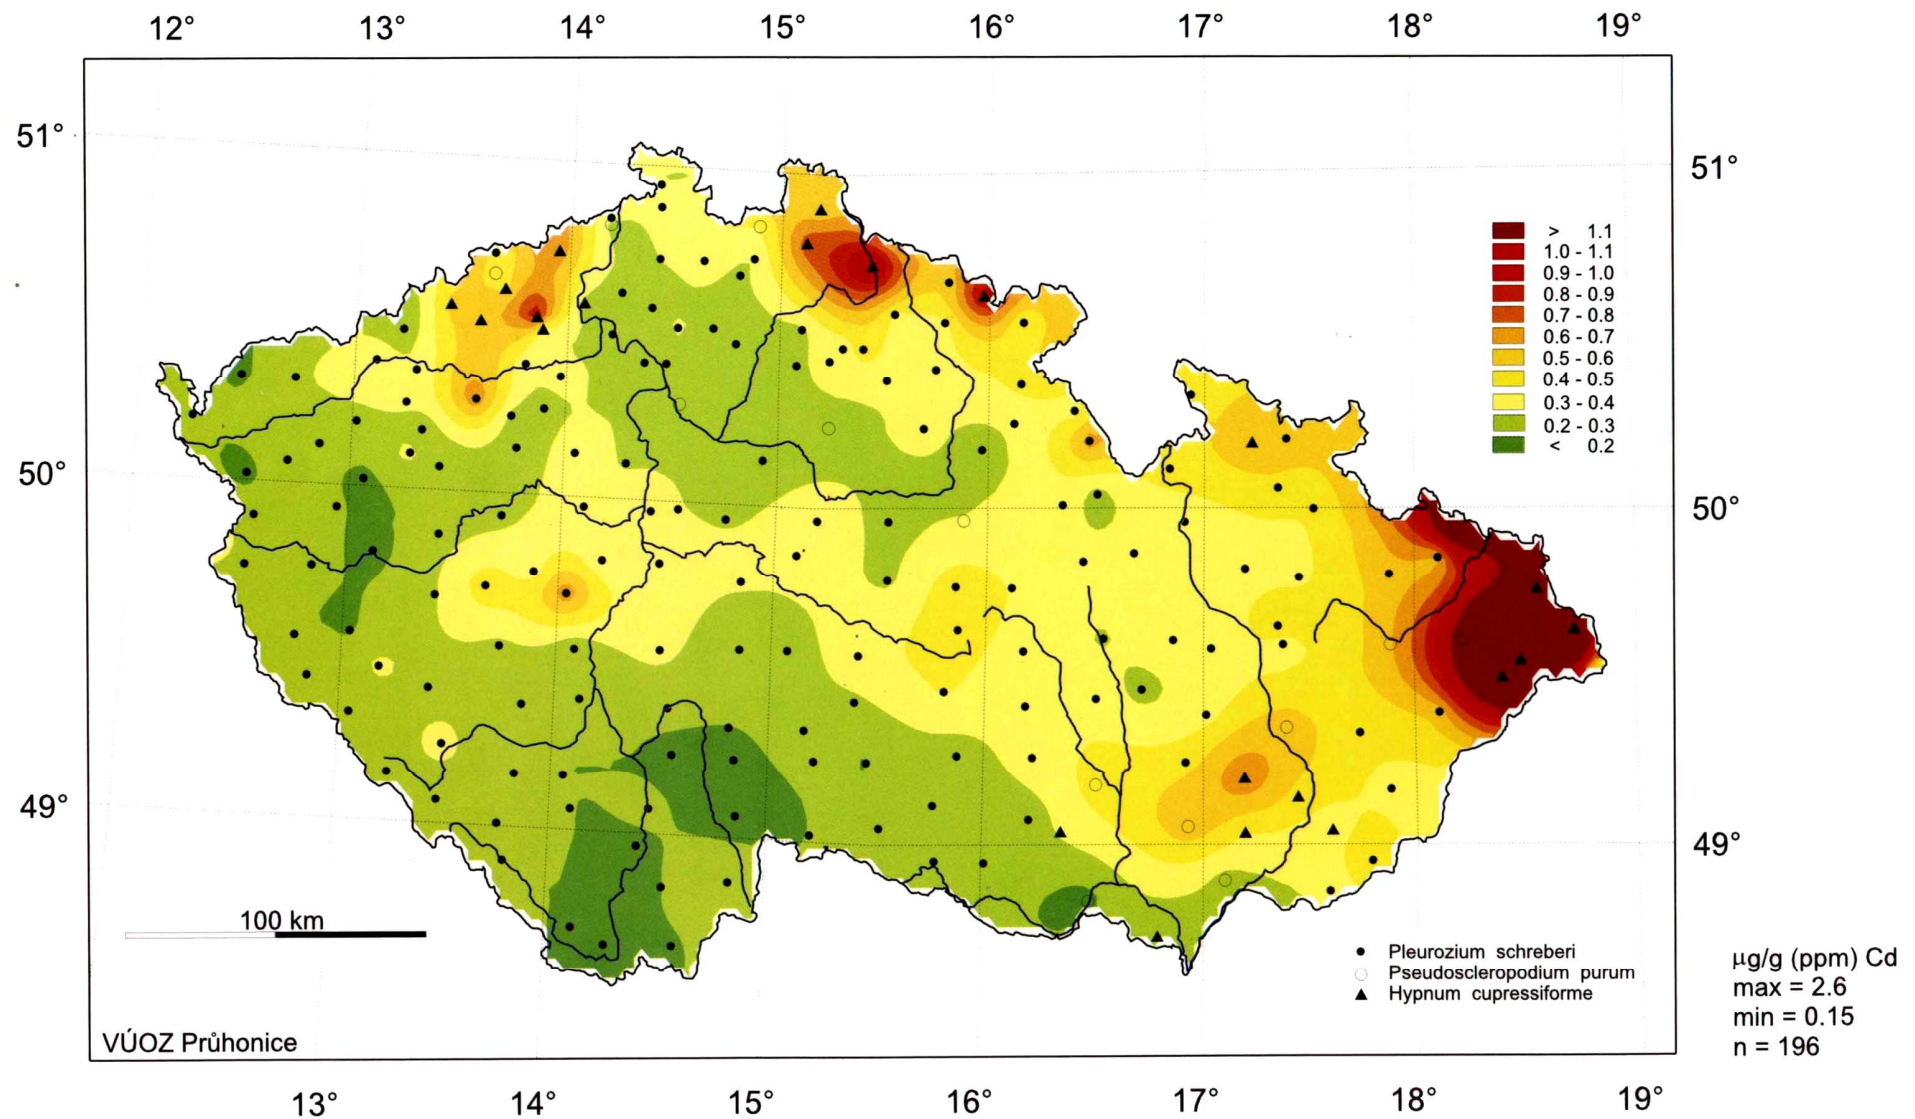 12° 13° 14° 15° 16° 17° 18° 19°
51°
51°
> 1.1
1.0 - 1.1
0.9 - 1.0
0.8 - 0.9
0.7 - 0.8
0.6 - 0.7
0.5 - 0.6
0.4 - 0.5
0.3 - 0.4
0.2 - 0.3
< 0.2
50°
50°
49°
49°
100 km
Pleurozium schreberi
Pseudoscleropodium purum
Hypnum cupressiforme
µg/g (ppm) Cd
max = 2.6
min = 0.15
n = 196
VÚOZ Průhonice
13° 14° 15° 16° 17° 18° 19°